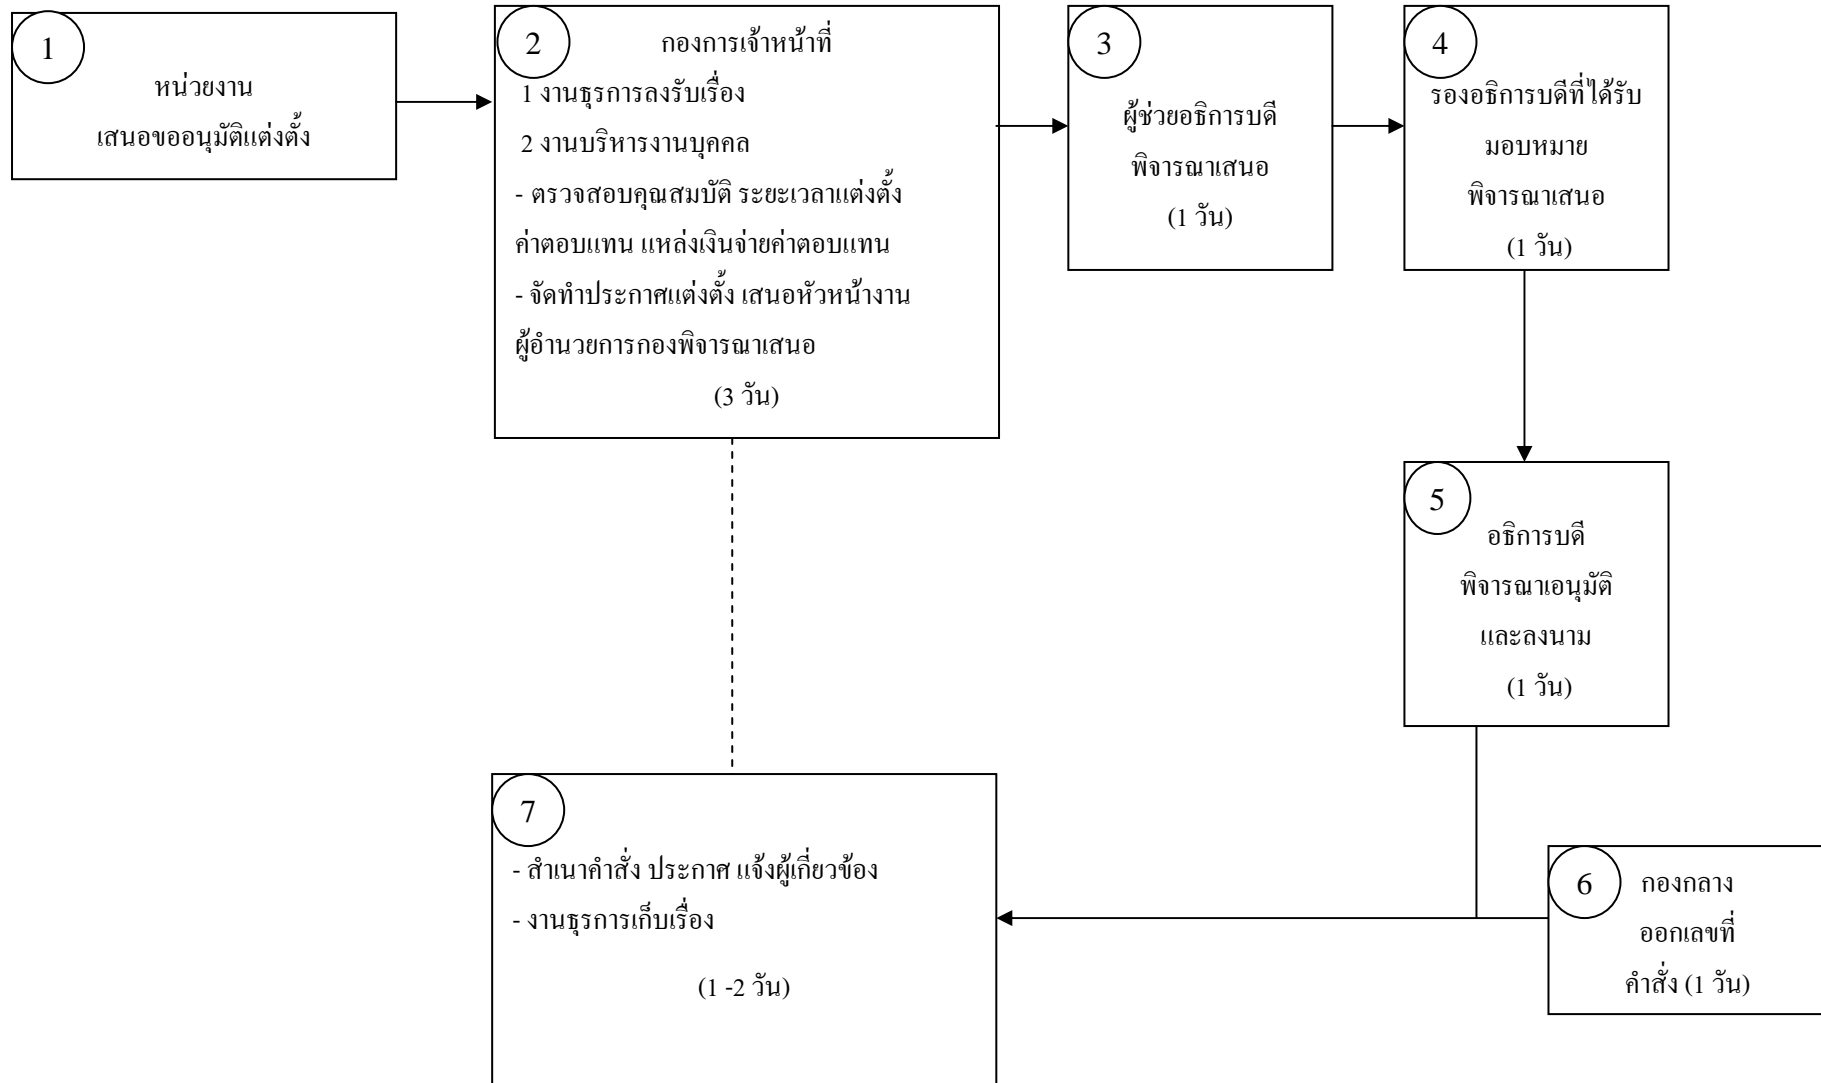 1
หน่วยงาน
เสนอขออนุมัติแต่งตั้ง
2
กองการเจ้าหน้าที่
1 งานธุรการลงรับเรื่อง
2 งานบริหารงานบุคคล
- ตรวจสอบคุณสมบัติ ระยะเวลาแต่งตั้ง
ค่าตอบแทน แหล่งเงินจ่ายค่าตอบแทน
- จัดทำประกาศแต่งตั้ง เสนอหัวหน้างาน
ผู้อำนวยการกองพิจารณาเสนอ
(3 วัน)
3
ผู้ช่วยอธิการบดี
พิจารณาเสนอ
(1 วัน)
4
รองอธิการบดีที่ได้รับ
มอบหมาย
พิจารณาเสนอ
(1 วัน)
5
อธิการบดี
พิจารณาเอนุมัติ
และลงนาม
(1 วัน)
6
กองกลาง
ออกเลขที่
คำสั่ง (1 วัน)
7
- สำเนาคำสั่ง ประกาศ แจ้งผู้เกี่ยวข้อง
- งานธุรการเก็บเรื่อง
(1 -2 วัน)